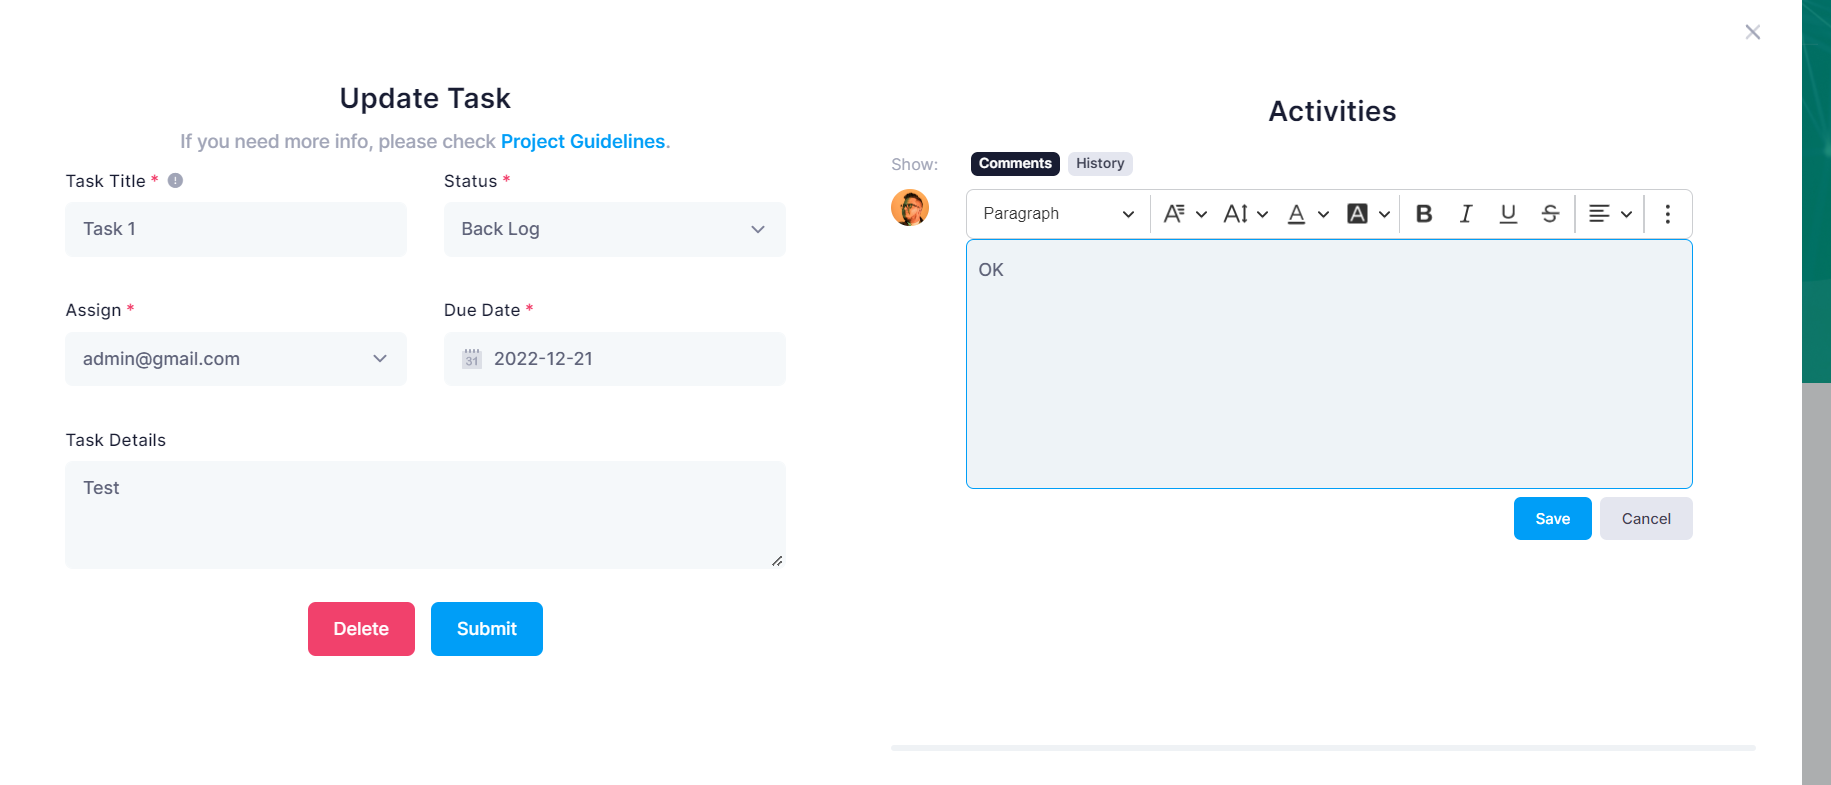 Update Task
If you need more info, please check Project Guidelines.
Task Title *
Task 1
Status *
Back Log
Assign *
admin@gmail.com
Due Date *
31 2022-12-21
Task Details
Test
Delete Submit
Activities
Show: Comments History
Paragraph A A A A B I U S
OK
Save Cancel